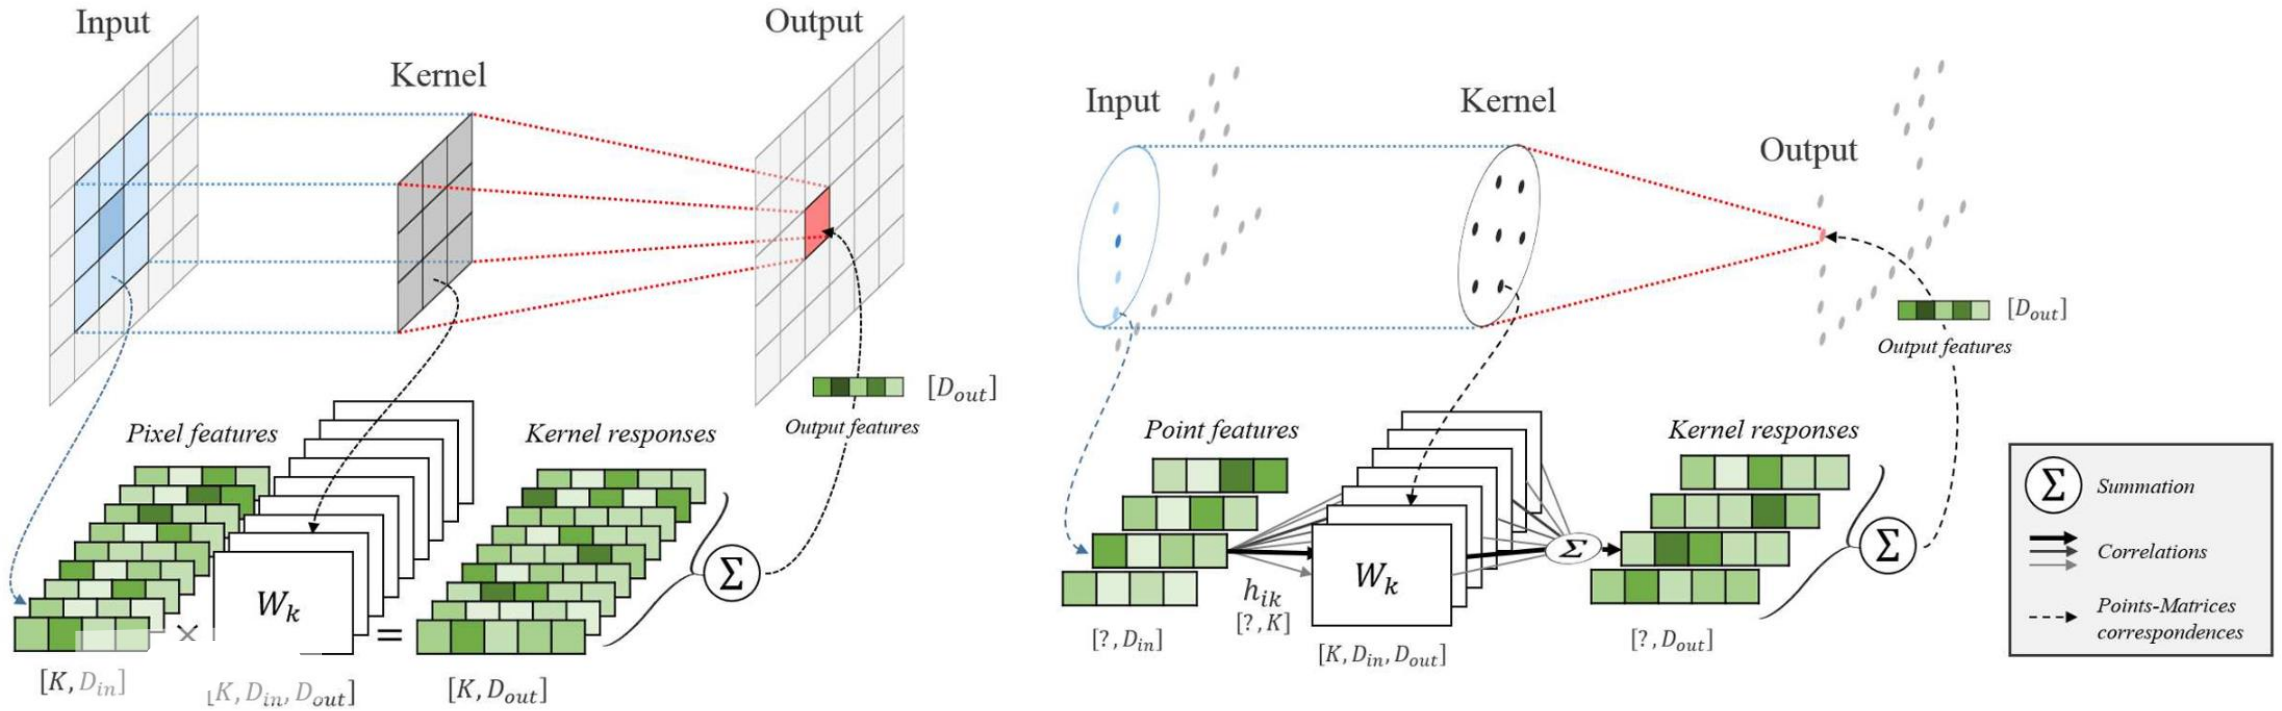 Input
Kernel
Output
Pixel features
Kernel responses
[D_out]
Output features
W_k
Σ
×
=
[K, D_in]
[K, D_in, D_out]
[K, D_out]
Input
Kernel
Output
[D_out]
Output features
Point features
Kernel responses
h_ik
[?, K]
W_k
Σ
Σ
[?, D_in]
[K, D_in, D_out]
[?, D_out]
Σ Summation
Correlations
Points-Matrices
correspondences